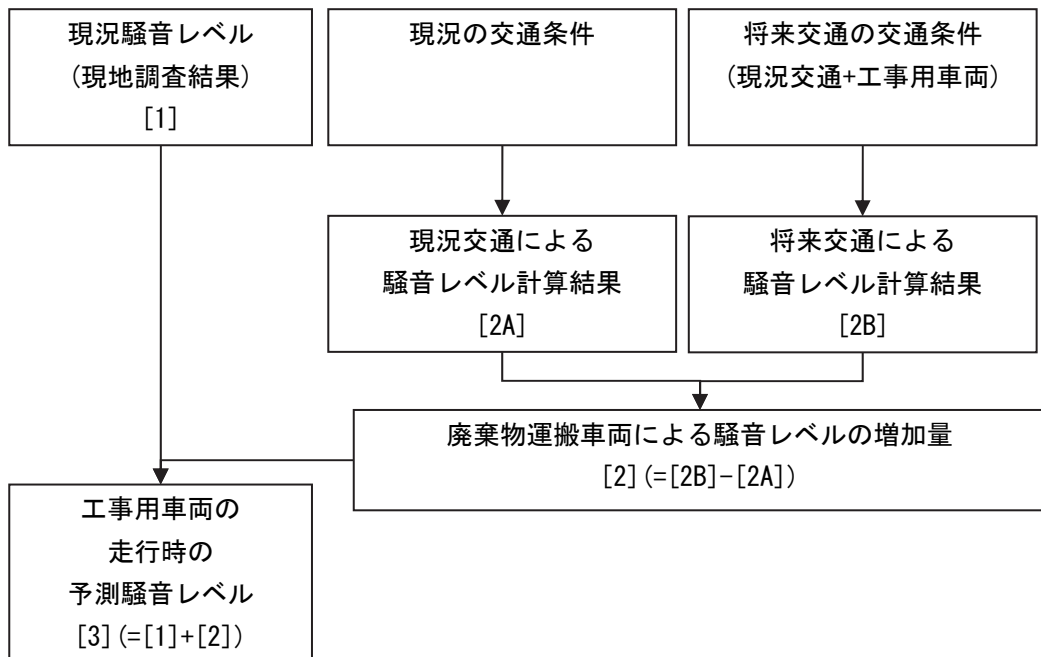 現況騒音レベル
(現地調査結果)
[1]
現況の交通条件
将来交通の交通条件
(現況交通+工事用車両)
現況交通による
騒音レベル計算結果
[2A]
将来交通による
騒音レベル計算結果
[2B]
廃棄物運搬車両による騒音レベルの増加量
[2](=[2B]-[2A])
工事用車両の
走行時の
予測騒音レベル
[3](=[1]+[2])